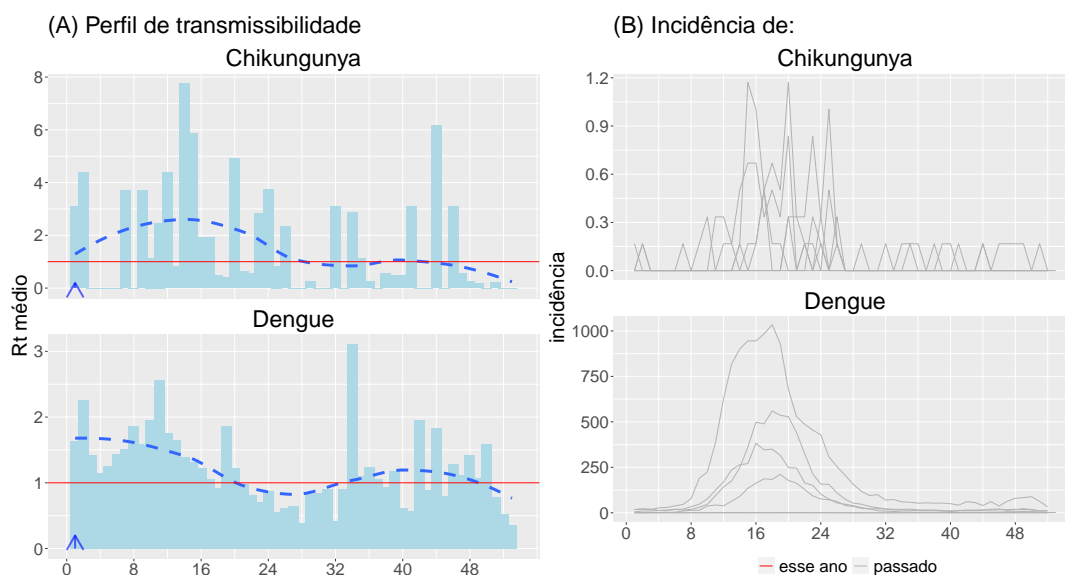 (A) Perfil de transmissibilidade
Chikungunya
8
6
4
2
0
Dengue
3
2
1
0
0 8 16 24 32 40 48
Rt médio
(B) Incidência de:
Chikungunya
1.2
0.9
0.6
0.3
0.0
Dengue
1000
750
500
250
0
0 8 16 24 32 40 48
incidência
esse ano passado